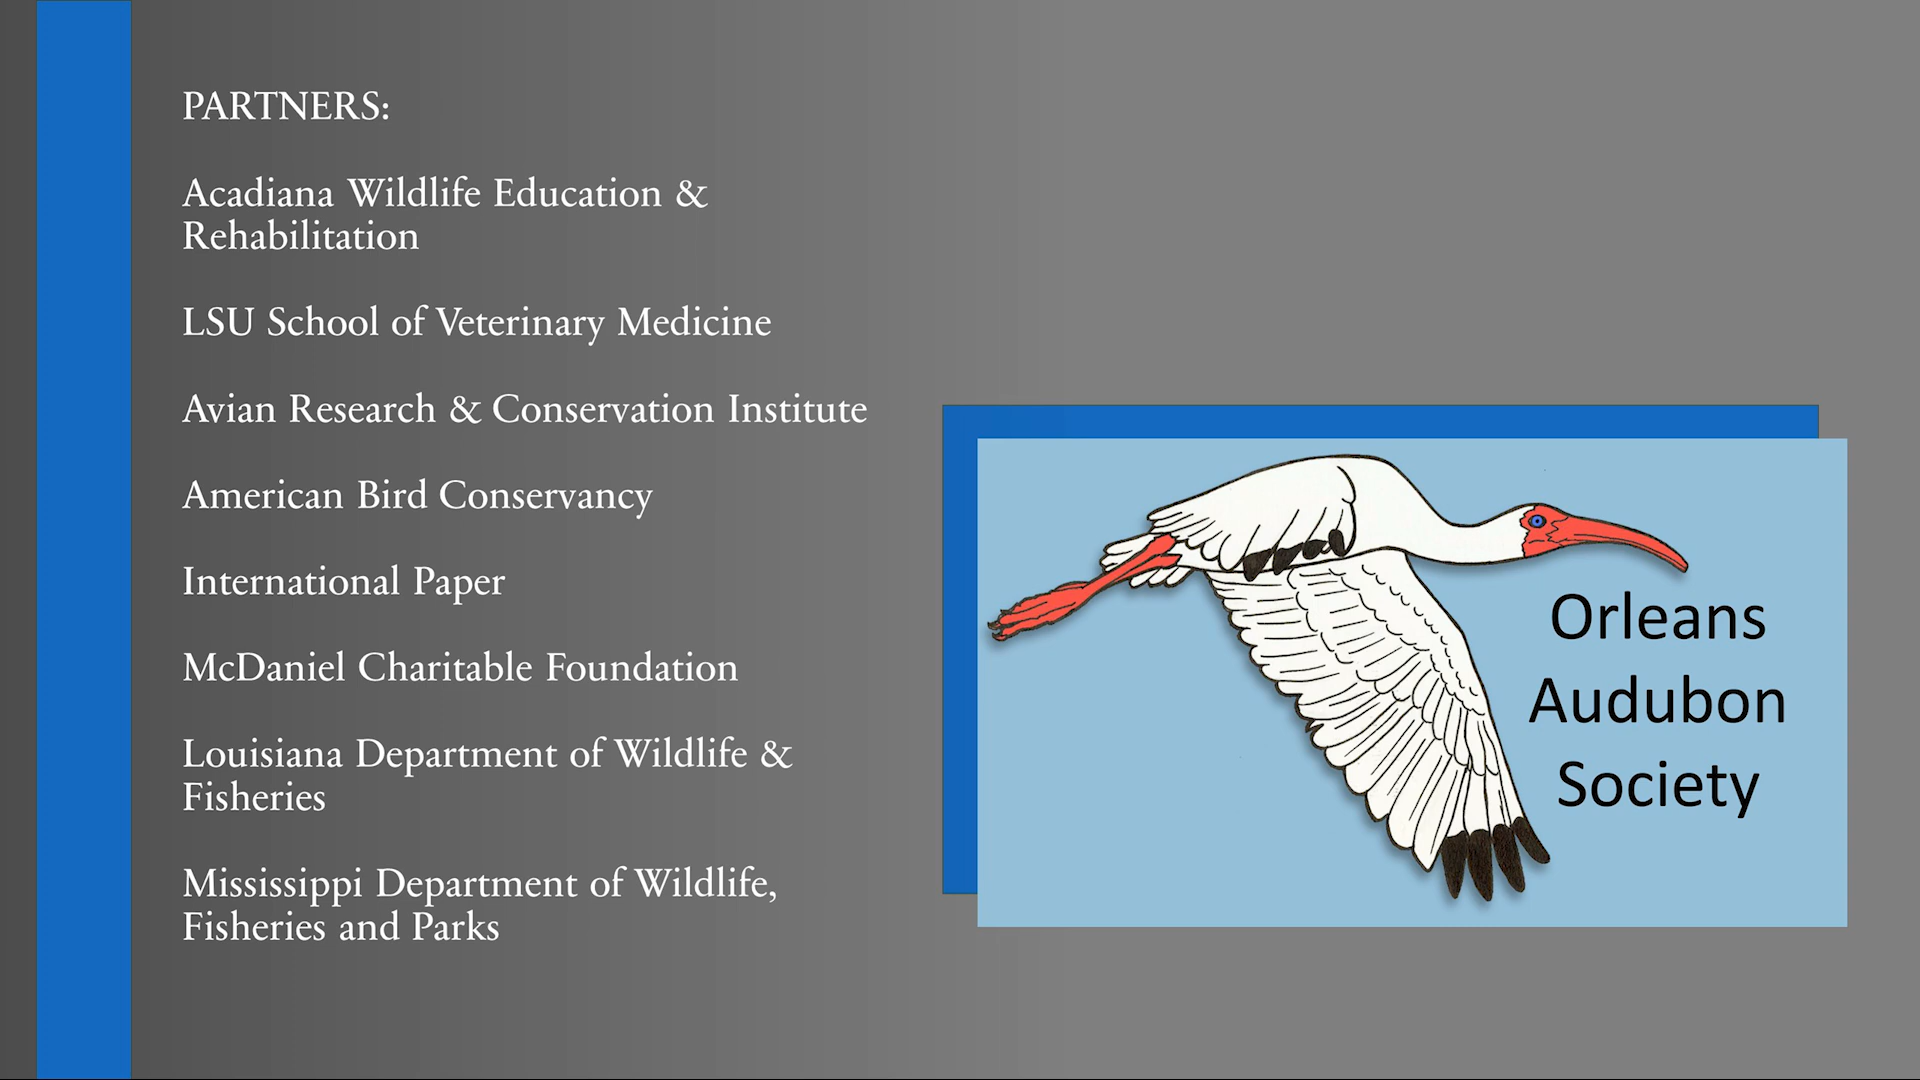 PARTNERS:
Acadiana Wildlife Education &
Rehabilitation
LSU School of Veterinary Medicine
Avian Research & Conservation Institute
American Bird Conservancy
International Paper
McDaniel Charitable Foundation
Louisiana Department of Wildlife &
Fisheries
Mississippi Department of Wildlife,
Fisheries and Parks
Orleans
Audubon
Society